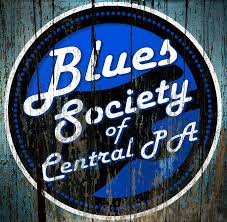 Blues
Society
of
Central PA